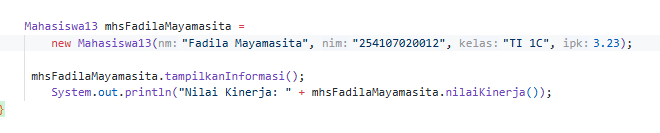 Mahasiswa13 mhsFadilaMayamasita =
new Mahasiswa13(nm: "Fadila Mayamasita", nim: "254107020012", kelas: "TI 1C", ipk: 3.23);
mhsFadilaMayamasita.tampilkanInformasi();
System.out.println("Nilai Kinerja: " + mhsFadilaMayamasita.nilaiKinerja());
}